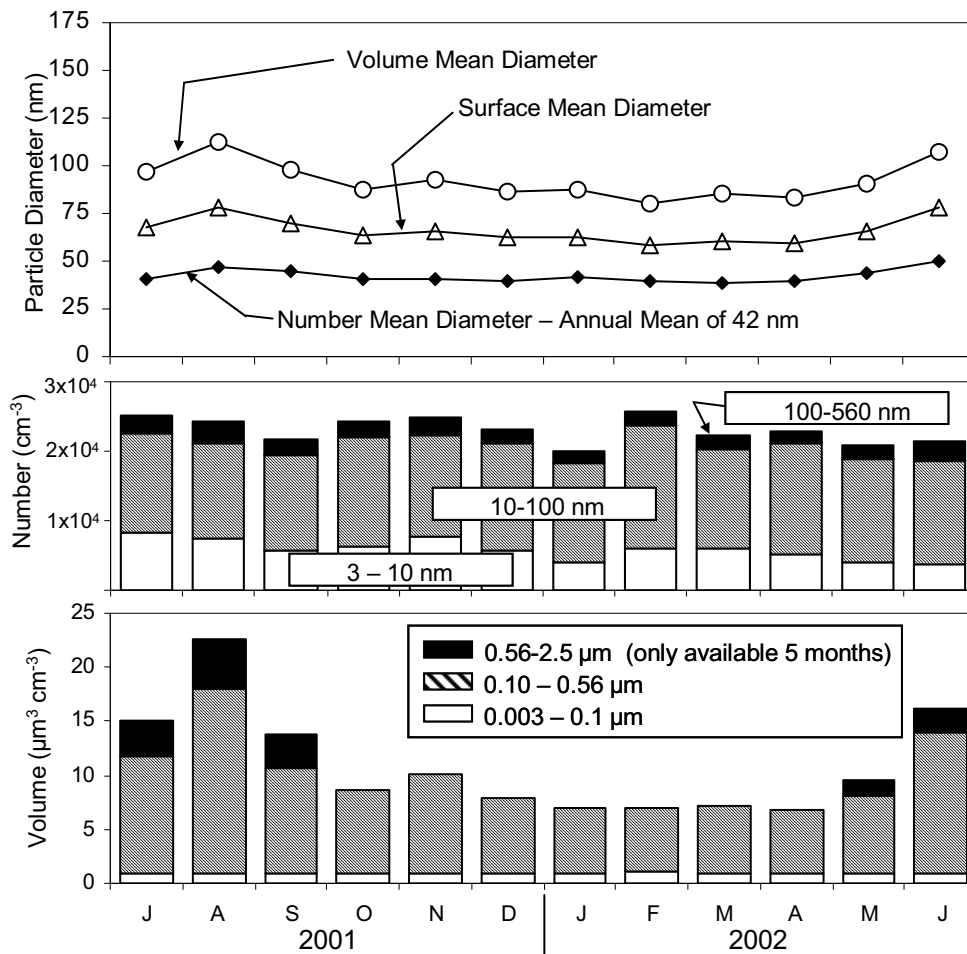 175
150
125
100
75
50
25
0
Particle Diameter (nm)
Volume Mean Diameter
Surface Mean Diameter
Number Mean Diameter – Annual Mean of 42 nm
3x10⁴
2x10⁴
1x10⁴
Number (cm⁻³)
100-560 nm
10-100 nm
3 – 10 nm
25
20
15
10
5
0
Volume (µm³ cm⁻³)
0.56-2.5 µm (only available 5 months)
0.10 – 0.56 µm
0.003 – 0.1 µm
J A S O N D J F M A M J
2001 2002